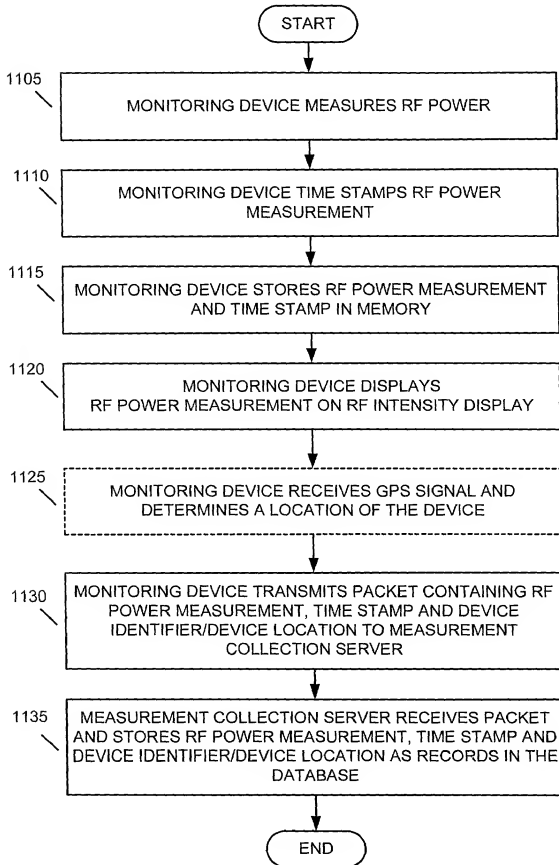 START
1105
MONITORING DEVICE MEASURES RF POWER
1110
MONITORING DEVICE TIME STAMPS RF POWER
MEASUREMENT
1115
MONITORING DEVICE STORES RF POWER MEASUREMENT
AND TIME STAMP IN MEMORY
1120
MONITORING DEVICE DISPLAYS
RF POWER MEASUREMENT ON RF INTENSITY DISPLAY
1125
MONITORING DEVICE RECEIVES GPS SIGNAL AND
DETERMINES A LOCATION OF THE DEVICE
1130
MONITORING DEVICE TRANSMITS PACKET CONTAINING RF
POWER MEASUREMENT, TIME STAMP AND DEVICE
IDENTIFIER/DEVICE LOCATION TO MEASUREMENT
COLLECTION SERVER
1135
MEASUREMENT COLLECTION SERVER RECEIVES PACKET
AND STORES RF POWER MEASUREMENT, TIME STAMP AND
DEVICE IDENTIFIER/DEVICE LOCATION AS RECORDS IN THE
DATABASE
END